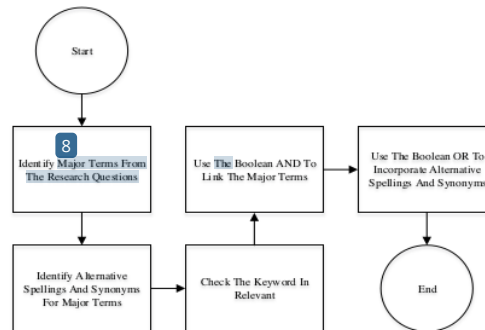 Start
8
Identify Major Terms From
The Research Questions
Identify Alternative
Spellings And Synonyms
For Major Terms
Check The Keyword In
Relevant
Use The Boolean AND To
Link The Major Terms
Use The Boolean OR To
Incorporate Alternative
Spellings And Synonyms
End